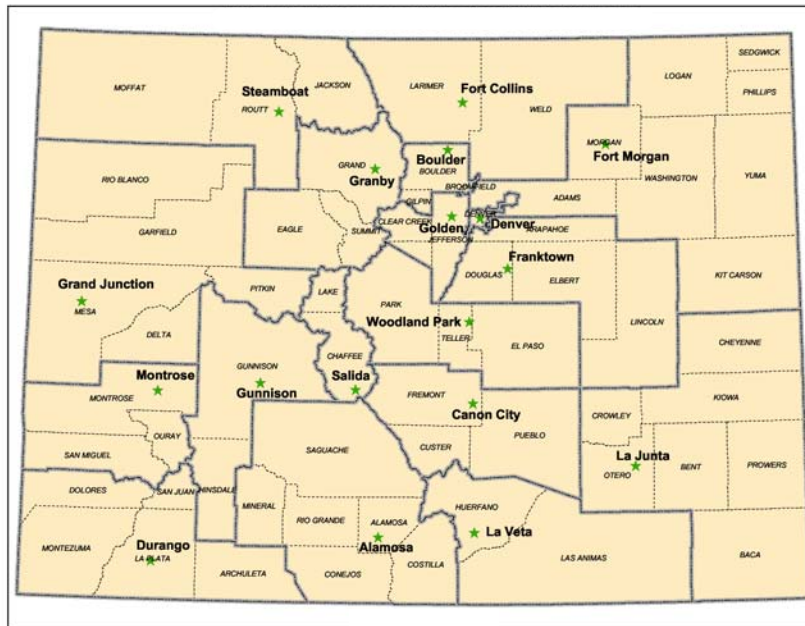 SEDGWICK
LOGAN
JACKSON
MOFFAT
LARIMER
Fort Collins
PHILLIPS
Steamboat
WELD
ROUTT
MORGAN
Fort Morgan
Boulder
GRAND
BOULDER
Granby
RIO BLANCO
WASHINGTON
YUMA
BROOMFIELD
ADAMS
GILPIN
DENVER
CLEAR CREEK
Golden
Denver
EAGLE
SUMMIT
GARFIELD
ARAPAHOE
JEFFERSON
Franktown
DOUGLAS
ELBERT
KIT CARSON
Grand Junction
PITKIN
LAKE
PARK
MESA
Woodland Park
LINCOLN
DELTA
TELLER
EL PASO
CHEYENNE
CHAFFEE
GUNNISON
Montrose
Salida
Gunnison
MONTROSE
FREMONT
KIOWA
Canon City
CROWLEY
OURAY
PUEBLO
CUSTER
SAGUACHE
SAN MIGUEL
La Junta
OTERO
BENT
PROWERS
DOLORES
SAN JUAN
HINSDALE
MINERAL
RIO GRANDE
ALAMOSA
HUERFANO
La Veta
Alamosa
MONTEZUMA
Durango
LA PLATA
LAS ANIMAS
BACA
ARCHULETA
CONEJOS
COSTILLA